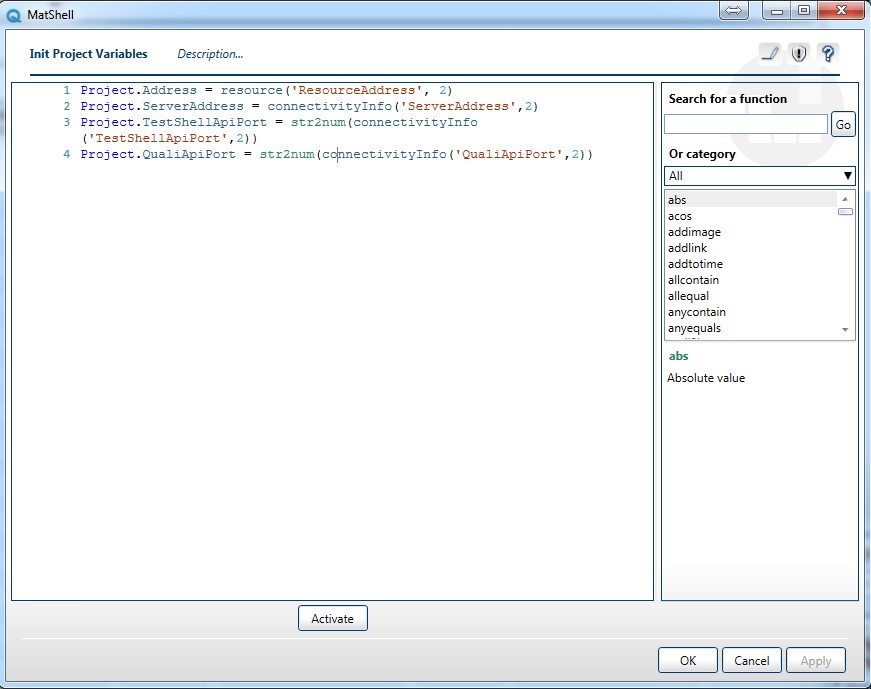 MatShell
Init Project Variables Description...
1 Project.Address = resource('ResourceAddress', 2)
2 Project.ServerAddress = connectivityInfo('ServerAddress',2)
3 Project.TestShellApiPort = str2num(connectivityInfo
('TestShellApiPort',2))
4 Project.QualiApiPort = str2num(connectivityInfo('QualiApiPort',2))
Search for a function
Go
Or category
All
abs
acos
addimage
addlink
addtotime
allcontain
allequal
anycontain
anyequals
abs
Absolute value
Activate
OK Cancel Apply